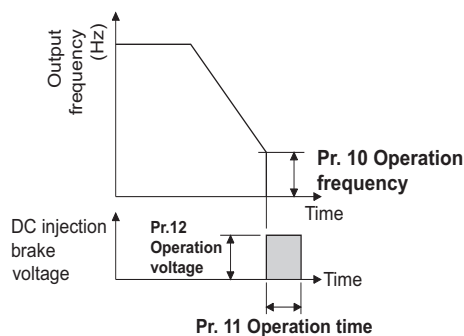 Output
frequency
(Hz)
Pr. 10 Operation
frequency
Time
DC injection
brake
voltage
Pr.12
Operation
voltage
Time
Pr. 11 Operation time